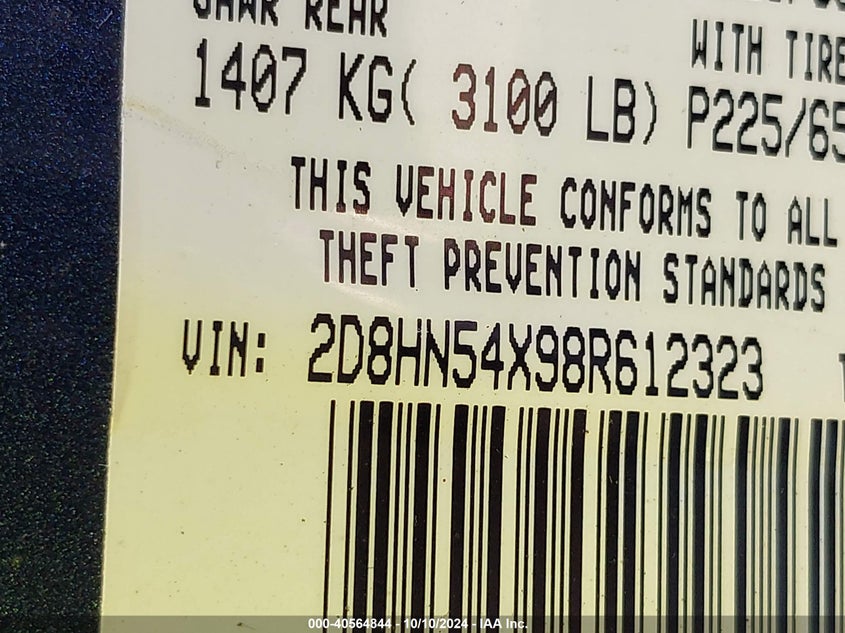 GAWR REAR
WITH TIRE
1407 KG( 3100 LB) P225/65
THIS VEHICLE CONFORMS TO ALL
THEFT PREVENTION STANDARDS
VIN: 2D8HN54X98R612323
000-40564844 - 10/10/2024 - IAA Inc.